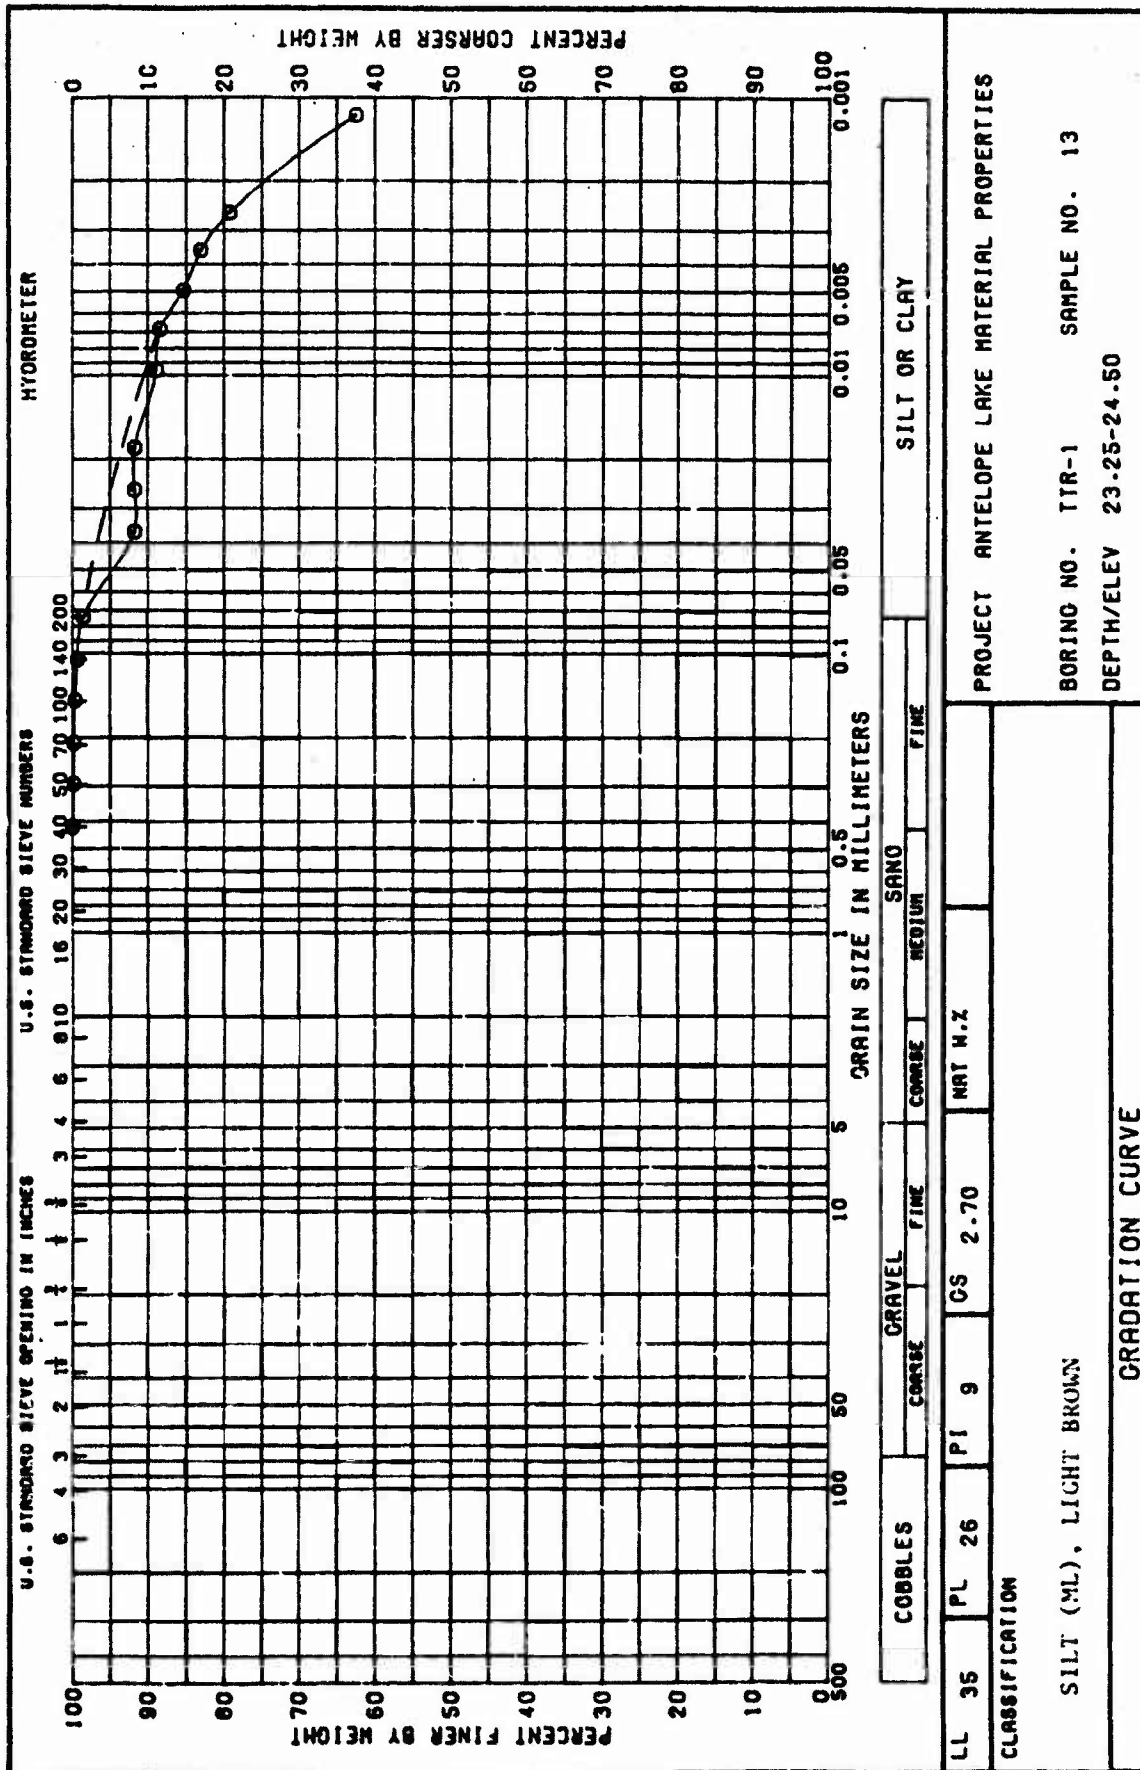 U.S. STANDARD SIEVE OPENING IN INCHES
U.S. STANDARD SIEVE NUMBERS
HYDROMETER
6 4 3 2 1½ 1 ¾ ½ ⅜ 3 4 6 8 10 16 20 30 40 50 70 100 140 200
PERCENT FINER BY WEIGHT
100
90
80
70
60
50
40
30
20
10
0
PERCENT COARSER BY WEIGHT
0
10
20
30
40
50
60
70
80
90
100
500 100 50 10 5 1 0.5 0.1 0.05 0.01 0.005 0.001
GRAIN SIZE IN MILLIMETERS
COBBLES
GRAVEL
COARSE FINE
SAND
COARSE MEDIUM FINE
SILT OR CLAY
LL 35 PL 26 PI 9 GS 2.70 NAT W.%
CLASSIFICATION
SILT (ML), LIGHT BROWN
PROJECT ANTELOPE LAKE MATERIAL PROPERTIES
BORING NO. TTR-1 SAMPLE NO. 13
DEPTH/ELEV 23.25-24.50
GRADATION CURVE